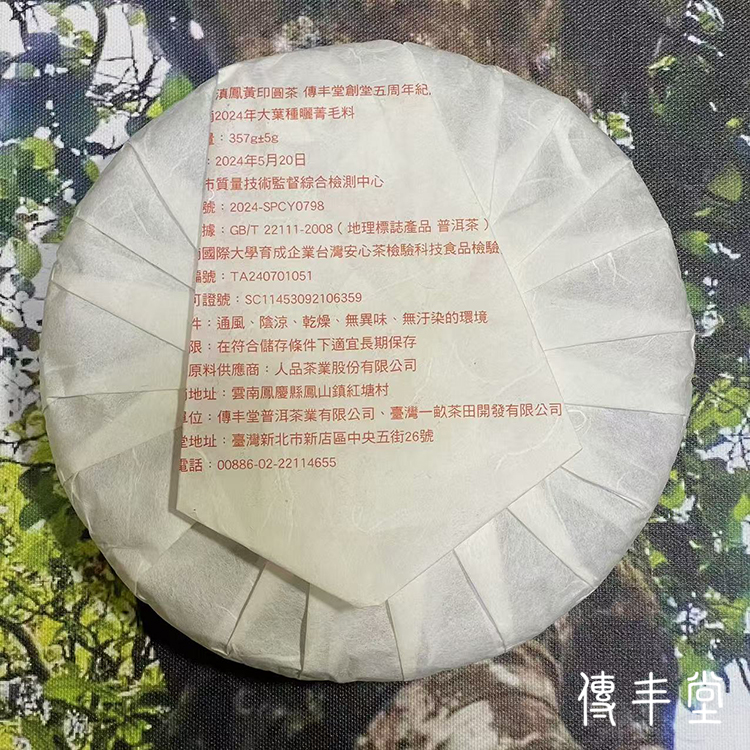 滇鳳黃印圓茶 傳丰堂創堂五周年紀
2024年大葉種曬菁毛料
量：357g±5g
：2024年5月20日
市質量技術監督綜合檢測中心
號：2024-SPCY0798
據：GB/T 22111-2008（地理標誌產品 普洱茶）
國際大學育成企業台灣安心茶檢驗科技食品檢驗
編號：TA240701051
可證號：SC11453092106359
件：通風、陰涼、乾燥、無異味、無汙染的環境
限：在符合儲存條件下適宜長期保存
原料供應商：人品茶業股份有限公司
地址：雲南鳳慶縣鳳山鎮紅塘村
單位：傳丰堂普洱茶業有限公司、臺灣一畝茶田開發有限公司
堂地址：臺灣新北市新店區中央五街26號
電話：00886-02-22114655
傳丰堂